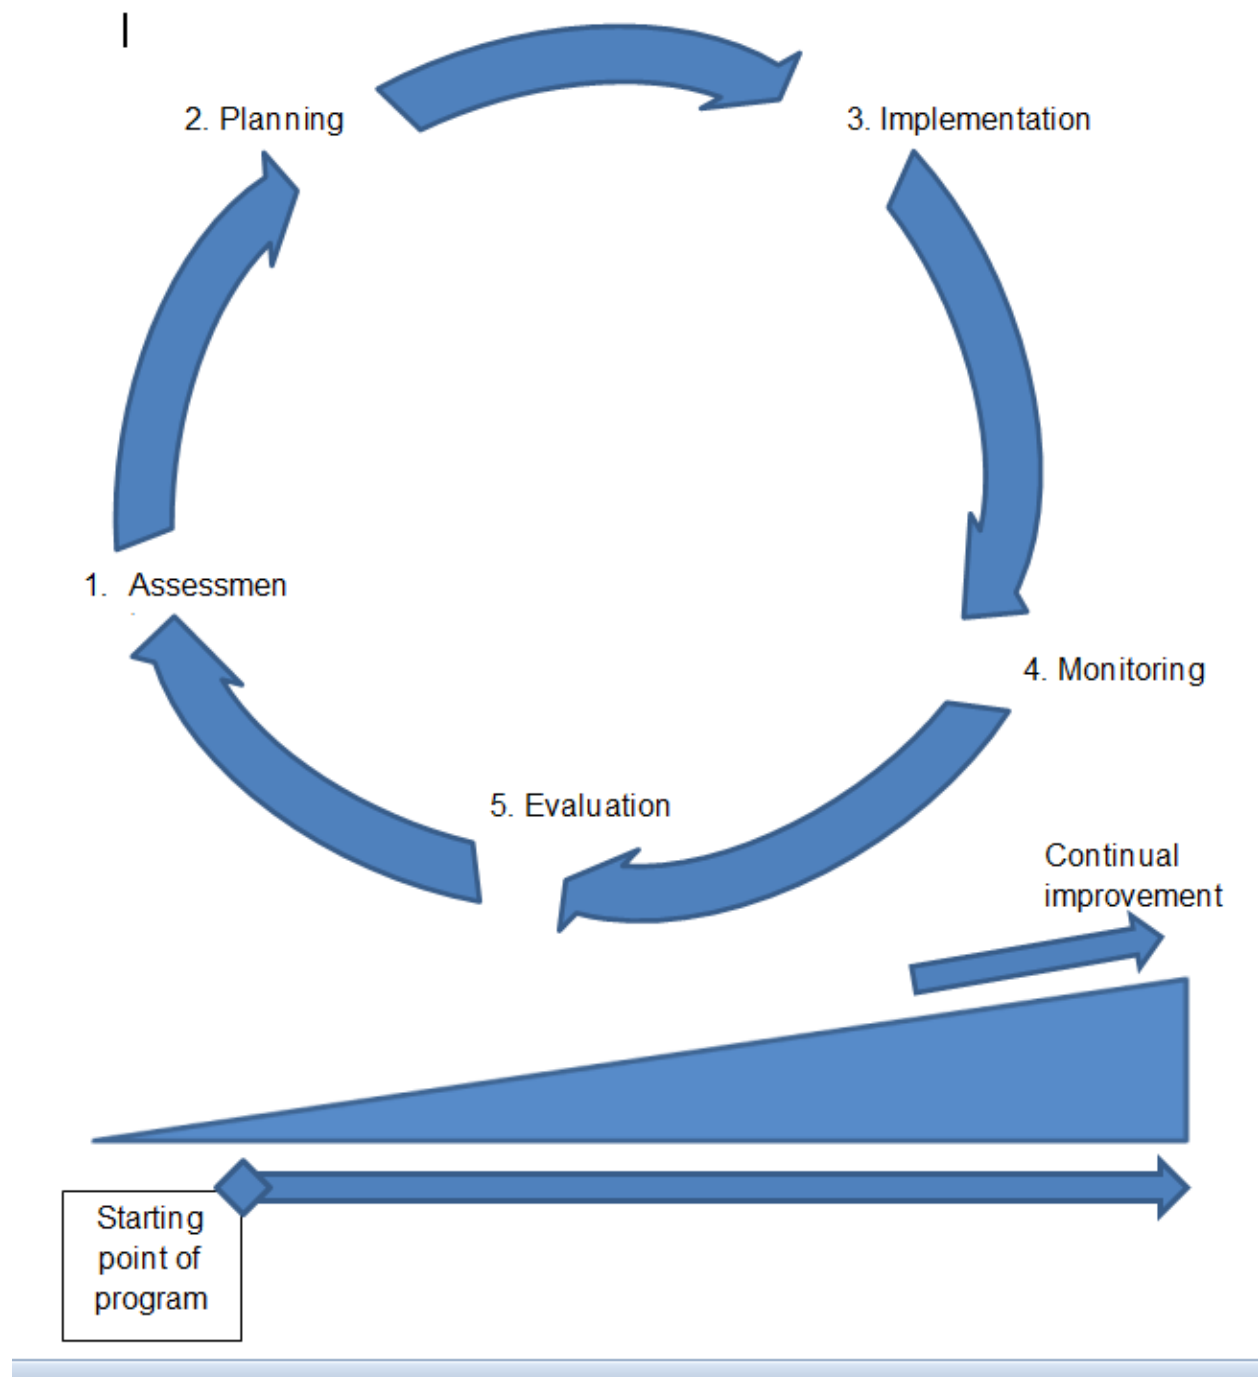 2. Planning
3. Implementation
1. Assessmen
4. Monitoring
5. Evaluation
Continual
improvement
Starting
point of
program